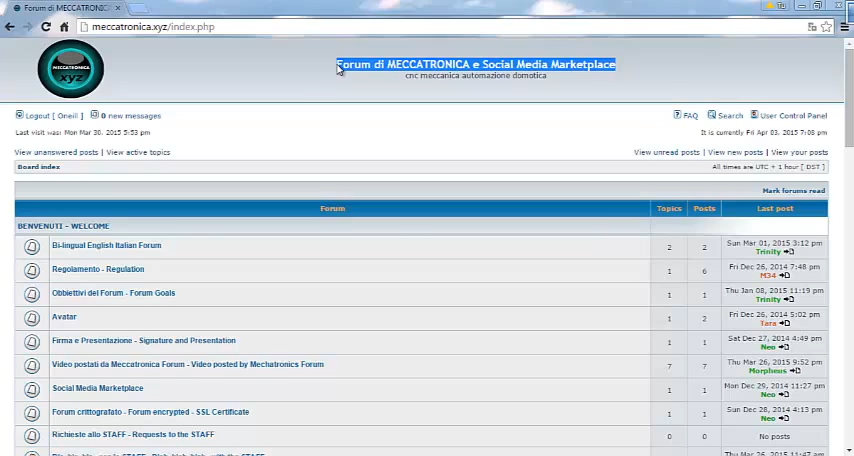 Forum di MECCATRONICA
meccatronica.xyz/index.php
MECCATRONICA
xyz
Forum di MECCATRONICA e Social Media Marketplace
cnc meccanica automazione domotica
Logout [ Oneill ] 0 new messages
FAQ Search User Control Panel
Last visit was: Mon Mar 30, 2015 5:53 pm
It is currently Fri Apr 03, 2015 7:08 pm
View unanswered posts | View active topics
View unread posts | View new posts | View your posts
Board index
All times are UTC + 1 hour [ DST ]
Mark forums read
Forum Topics Posts Last post
BENVENUTI - WELCOME
Bi-lingual English Italian Forum 2 2 Sun Mar 01, 2015 3:12 pm
Trinity
Regolamento - Regulation 1 6 Fri Dec 26, 2014 7:48 pm
M34
Obbiettivi del Forum - Forum Goals 1 1 Thu Jan 08, 2015 11:19 pm
Trinity
Avatar 1 2 Fri Dec 26, 2014 5:02 pm
Tara
Firma e Presentazione - Signature and Presentation 1 1 Sat Dec 27, 2014 4:49 pm
Neo
Video postati da Meccatronica Forum - Video posted by Mechatronics Forum 7 7 Thu Mar 26, 2015 9:52 pm
Morpheus
Social Media Marketplace 1 1 Mon Dec 29, 2014 11:27 pm
Neo
Forum crittografato - Forum encrypted - SSL Certificate 1 1 Sun Dec 28, 2014 4:13 pm
Neo
Richieste allo STAFF - Requests to the STAFF 0 0 No posts